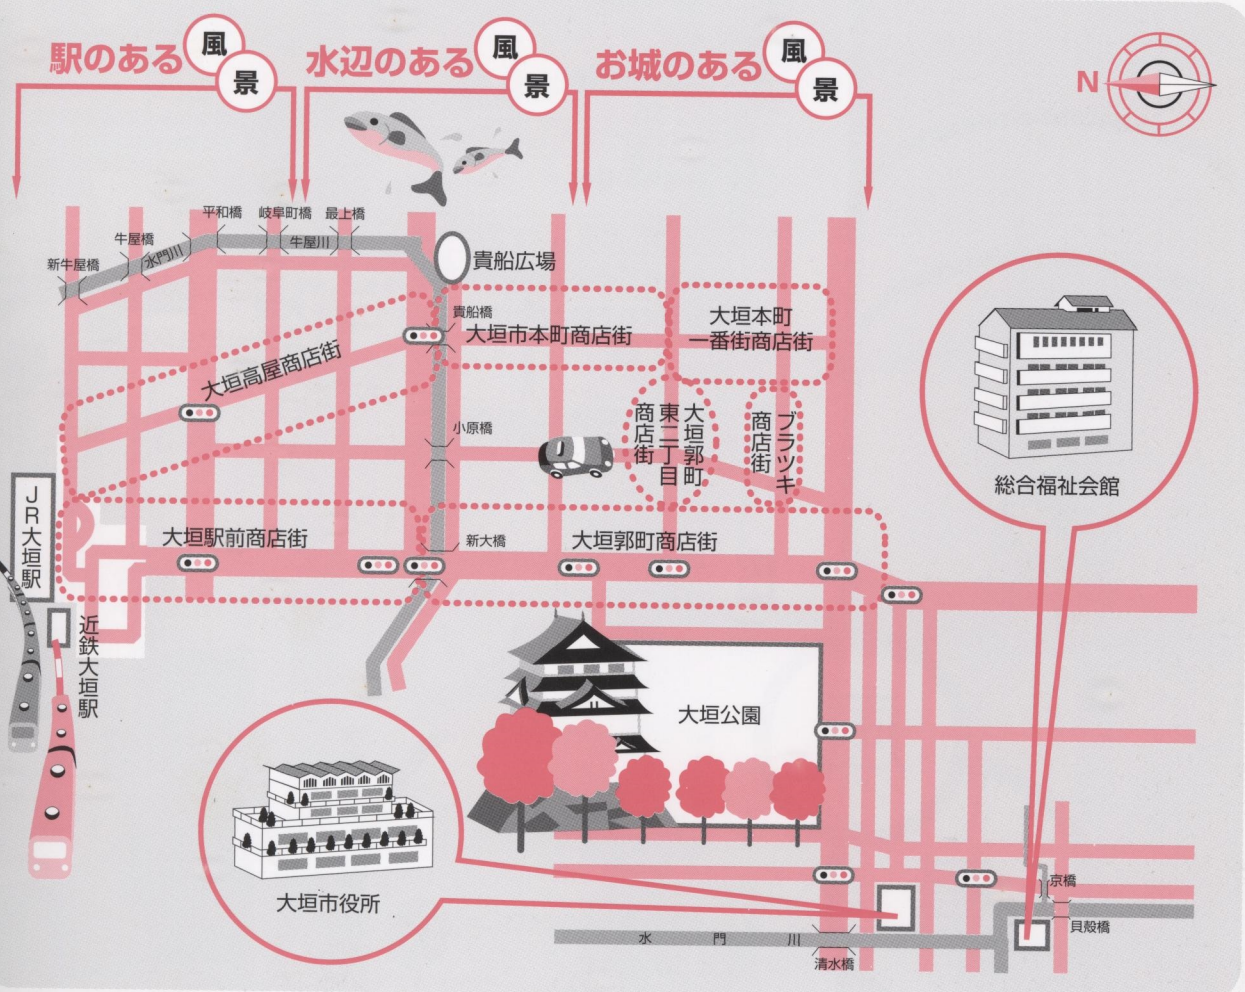 駅のある風景
水辺のある風景
お城のある風景
N
平和橋
岐阜町橋
最上橋
牛屋橋
水門川
牛屋川
新牛屋橋
貴船広場
貴船橋
大垣市本町商店街
大垣本町
一番街商店街
大垣高屋商店街
小原橋
大垣郭町
東二丁目
商店街
ブラツキ
商店街
総合福祉会館
JR大垣駅
大垣駅前商店街
新大橋
大垣郭町商店街
近鉄大垣駅
大垣公園
大垣市役所
京橋
貝殻橋
水門川
清水橋